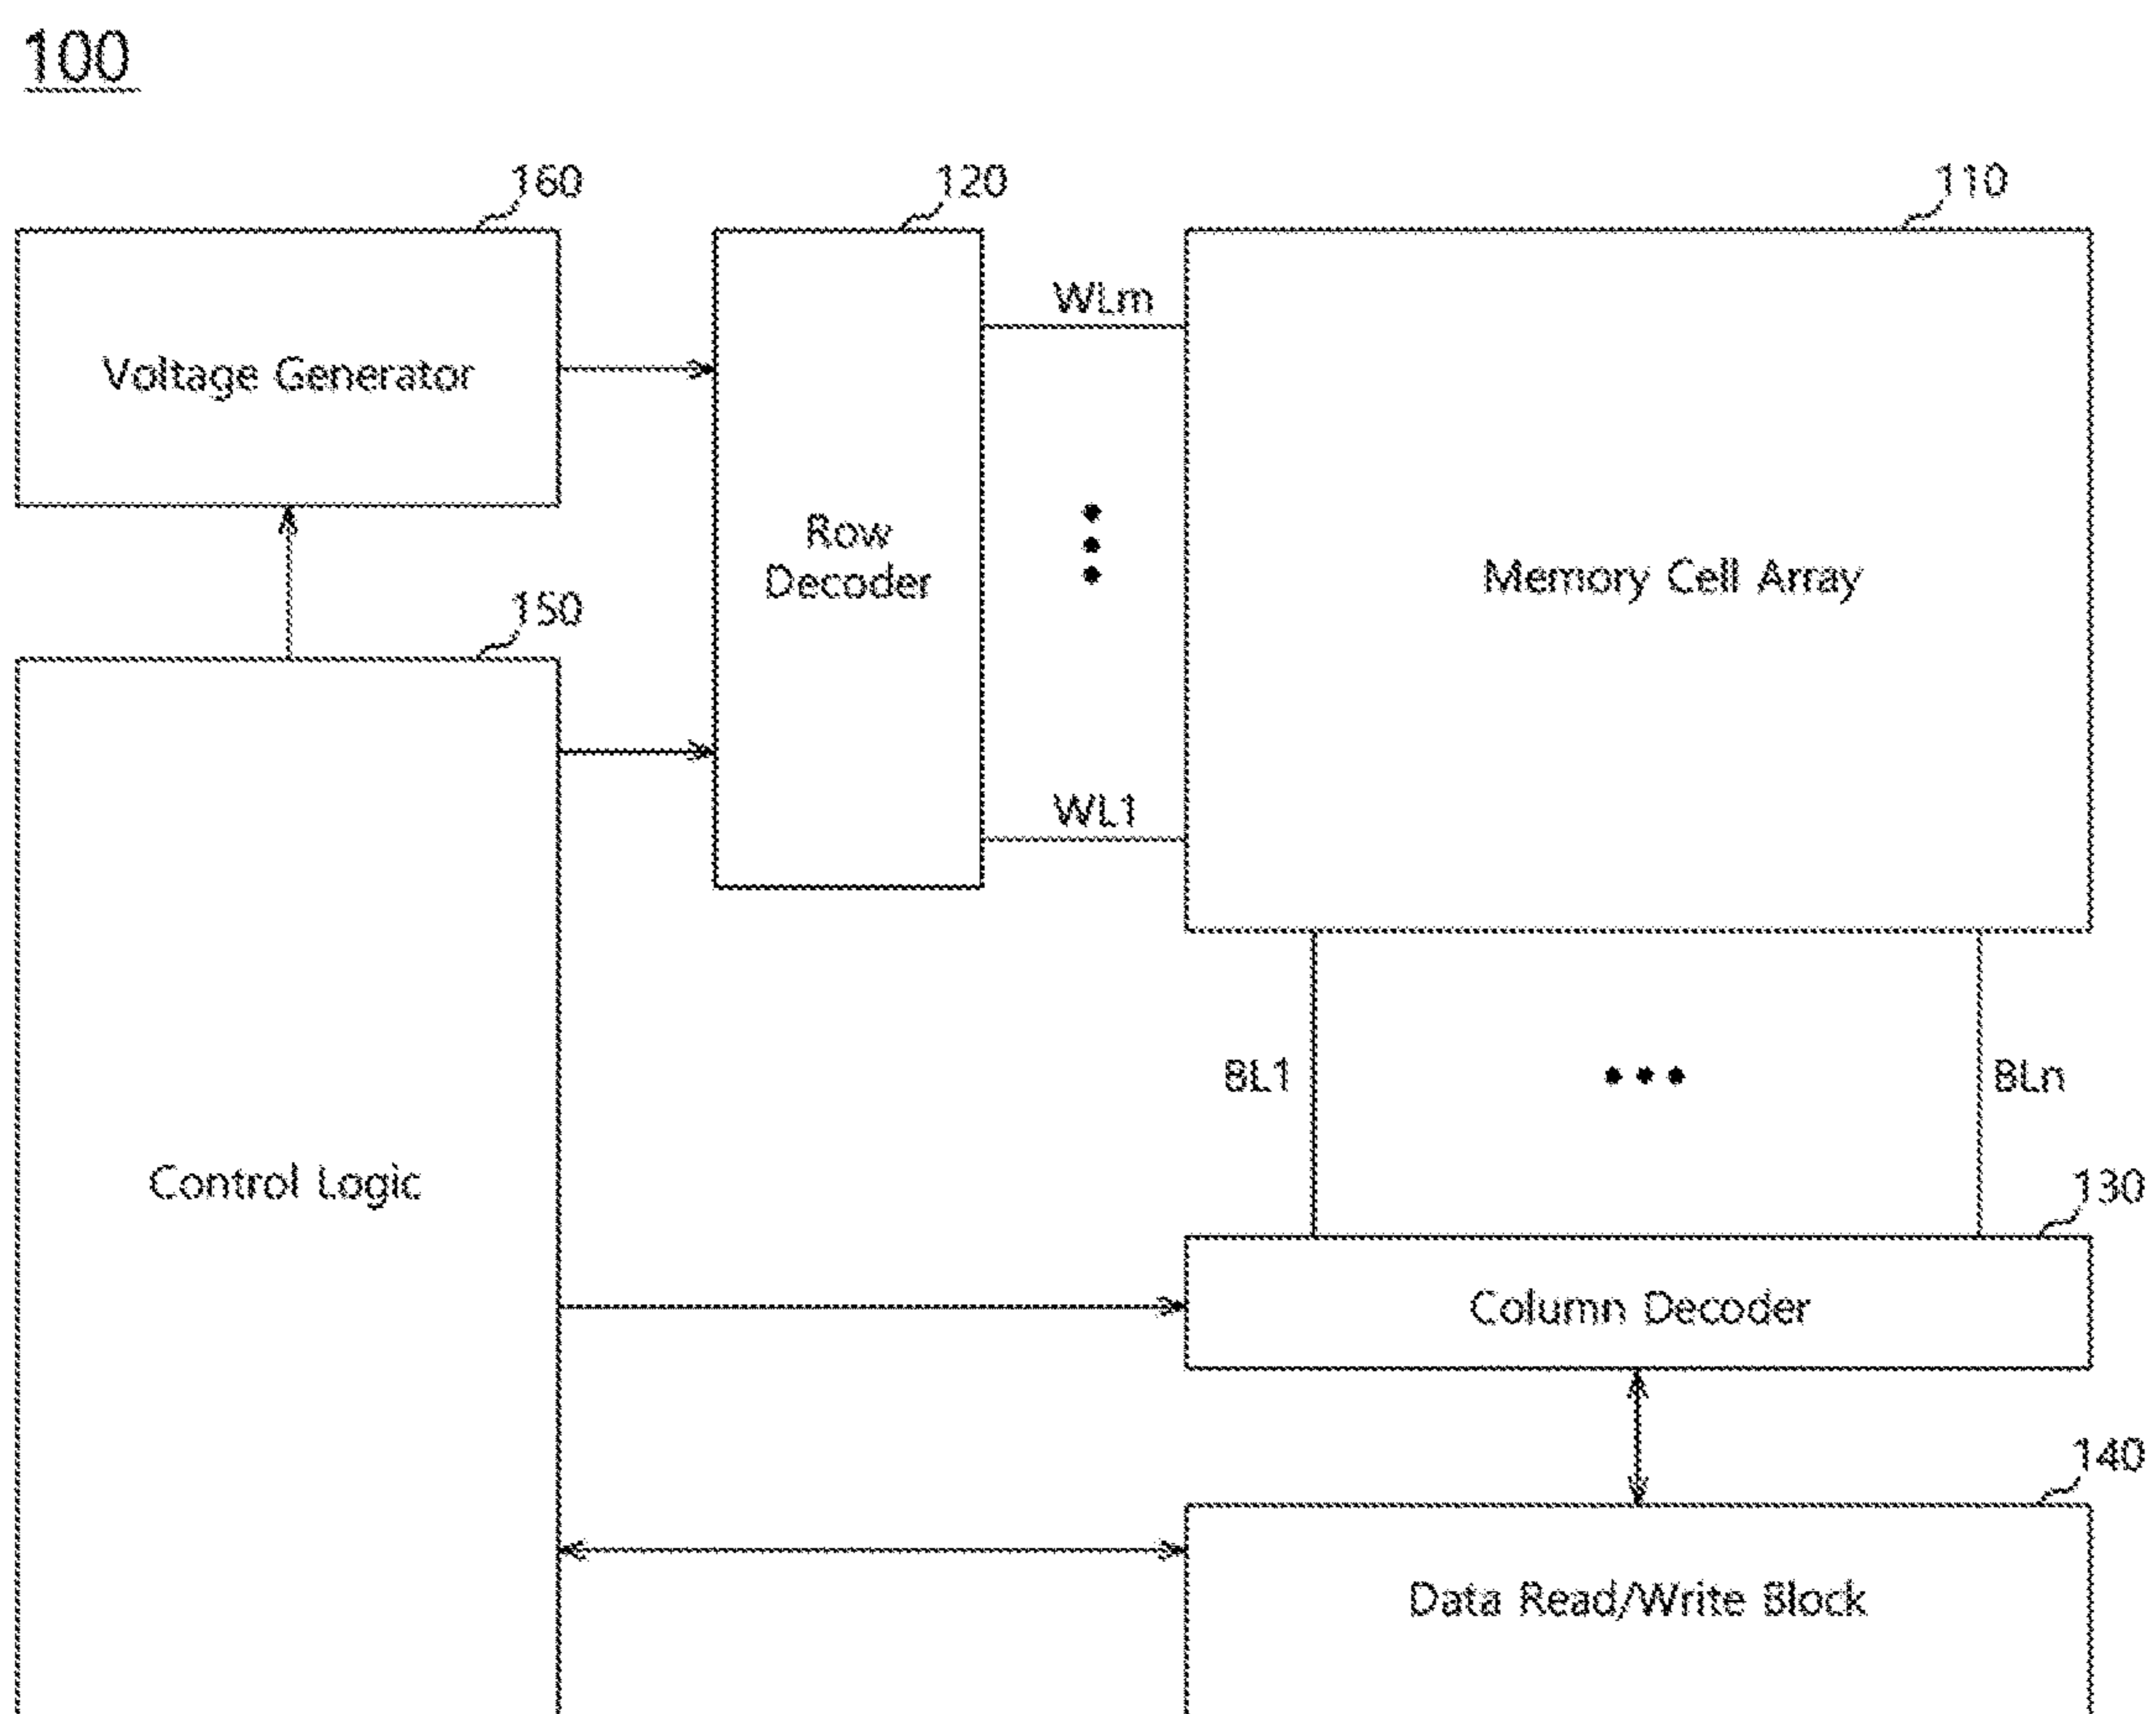 100
160
120
110
WLm
Voltage Generator
Row
Decoder
Memory Cell Array
150
WL1
BL1
BLn
Control Logic
130
Column Decoder
140
Data Read/Write Block